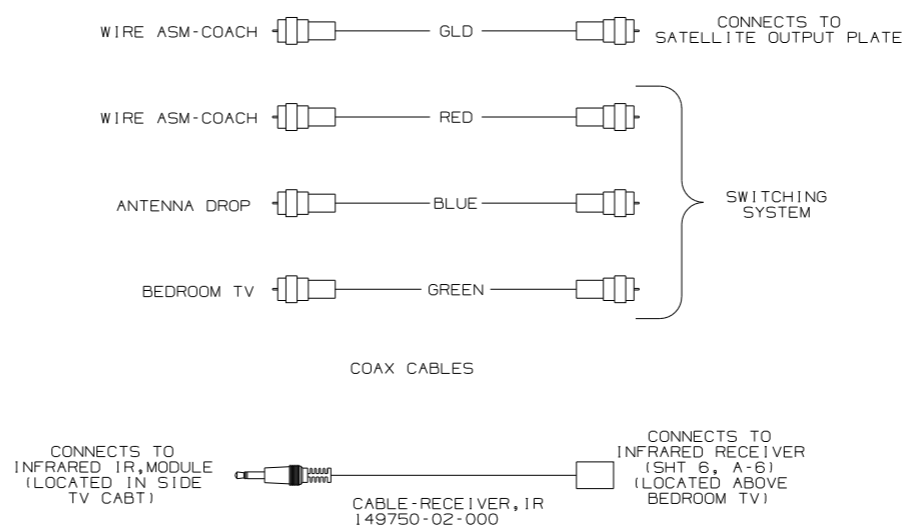 WIRE ASM-COACH
GLD
CONNECTS TO
SATELLITE OUTPUT PLATE
WIRE ASM-COACH
RED
ANTENNA DROP
BLUE
SWITCHING
SYSTEM
BEDROOM TV
GREEN
COAX CABLES
CONNECTS TO
INFRARED IR,MODULE
(LOCATED IN SIDE
TV CABT)
CABLE-RECEIVER,IR
149750-02-000
CONNECTS TO
INFRARED RECEIVER
(SHT 6, A-6)
(LOCATED ABOVE
BEDROOM TV)